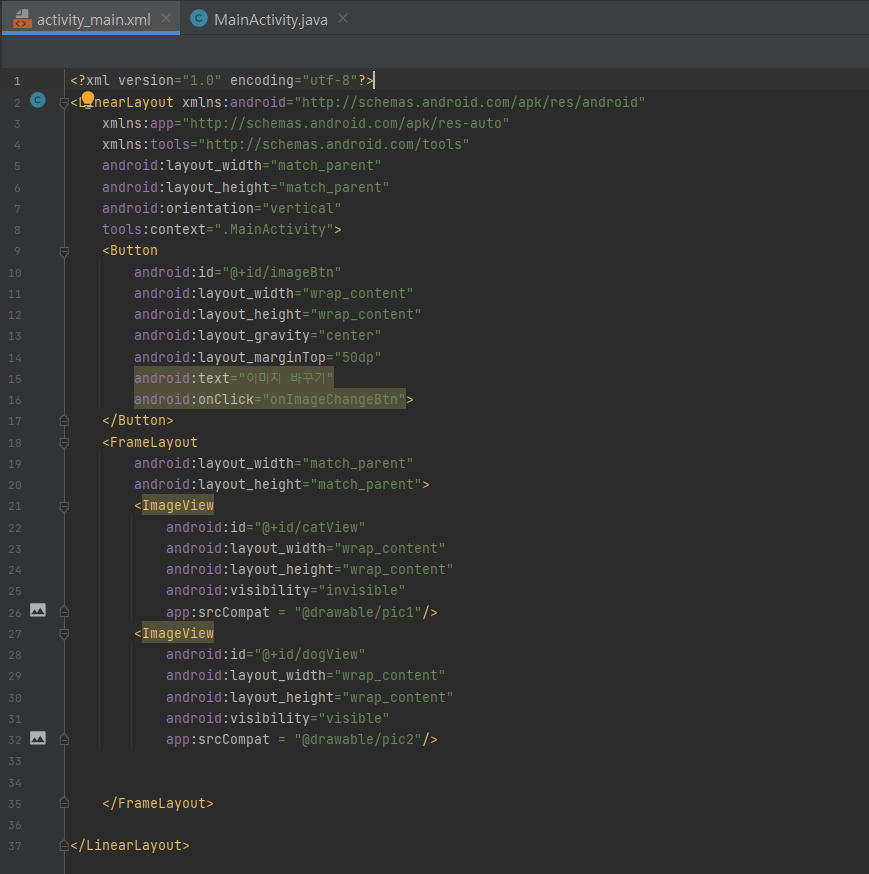 activity_main.xml
MainActivity.java
1 <?xml version="1.0" encoding="utf-8"?>
2 <LinearLayout xmlns:android="http://schemas.android.com/apk/res/android"
3 xmlns:app="http://schemas.android.com/apk/res-auto"
4 xmlns:tools="http://schemas.android.com/tools"
5 android:layout_width="match_parent"
6 android:layout_height="match_parent"
7 android:orientation="vertical"
8 tools:context=".MainActivity">
9 <Button
10 android:id="@+id/imageBtn"
11 android:layout_width="wrap_content"
12 android:layout_height="wrap_content"
13 android:layout_gravity="center"
14 android:layout_marginTop="50dp"
15 android:text="이미지 바꾸기"
16 android:onClick="onImageChangeBtn">
17 </Button>
18 <FrameLayout
19 android:layout_width="match_parent"
20 android:layout_height="match_parent">
21 <ImageView
22 android:id="@+id/catView"
23 android:layout_width="wrap_content"
24 android:layout_height="wrap_content"
25 android:visibility="invisible"
26 app:srcCompat = "@drawable/pic1"/>
27 <ImageView
28 android:id="@+id/dogView"
29 android:layout_width="wrap_content"
30 android:layout_height="wrap_content"
31 android:visibility="visible"
32 app:srcCompat = "@drawable/pic2"/>
33
34
35 </FrameLayout>
36
37 </LinearLayout>